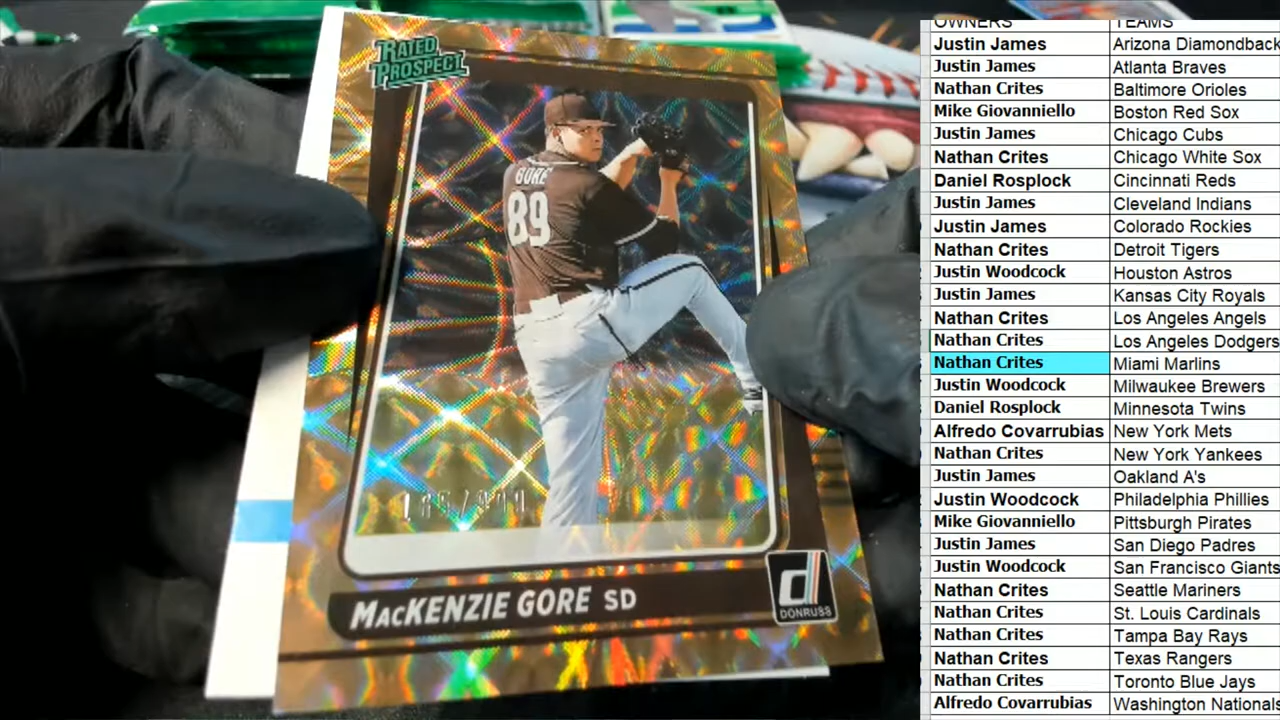 RATED
PROSPECT
GORE
89
MACKENZIE GORE SD
d
DONRUSS
OWNERS TEAMS
Justin James Arizona Diamondback
Justin James Atlanta Braves
Nathan Crites Baltimore Orioles
Mike Giovanniello Boston Red Sox
Justin James Chicago Cubs
Nathan Crites Chicago White Sox
Daniel Rosplock Cincinnati Reds
Justin James Cleveland Indians
Justin James Colorado Rockies
Nathan Crites Detroit Tigers
Justin Woodcock Houston Astros
Justin James Kansas City Royals
Nathan Crites Los Angeles Angels
Nathan Crites Los Angeles Dodgers
Nathan Crites Miami Marlins
Justin Woodcock Milwaukee Brewers
Daniel Rosplock Minnesota Twins
Alfredo Covarrubias New York Mets
Nathan Crites New York Yankees
Justin James Oakland A's
Justin Woodcock Philadelphia Phillies
Mike Giovanniello Pittsburgh Pirates
Justin James San Diego Padres
Justin Woodcock San Francisco Giants
Nathan Crites Seattle Mariners
Nathan Crites St. Louis Cardinals
Nathan Crites Tampa Bay Rays
Nathan Crites Texas Rangers
Nathan Crites Toronto Blue Jays
Alfredo Covarrubias Washington Nationals